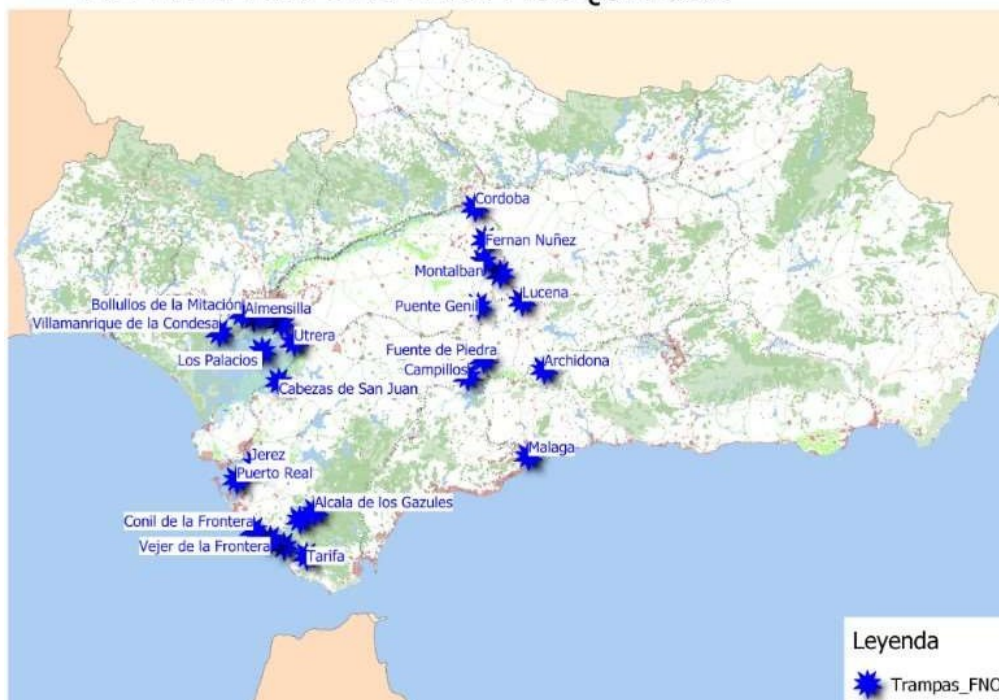 Cordoba
Fernan Nuñez
Montalban
Lucena
Puente Genil
Bollullos de la Mitación
Almensilla
Villamanrique de la Condesa
Utrera
Los Palacios
Fuente de Piedra
Archidona
Campillos
Cabezas de San Juan
Malaga
Jerez
Puerto Real
Alcala de los Gazules
Conil de la Frontera
Vejer de la Frontera
Tarifa
Leyenda
Trampas_FNO